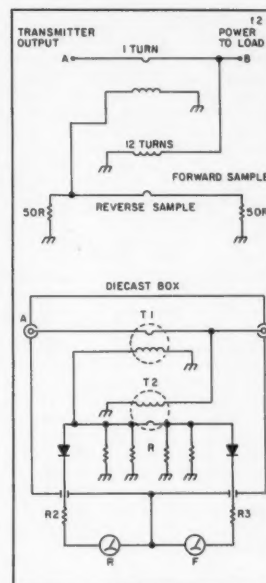 12
TRANSMITTER POWER
OUTPUT TO LOAD
1 TURN
A B
12 TURNS
FORWARD SAMPLE
50R REVERSE SAMPLE 50R
DIECAST BOX
A
T1
T2
R
R2 R3
R F